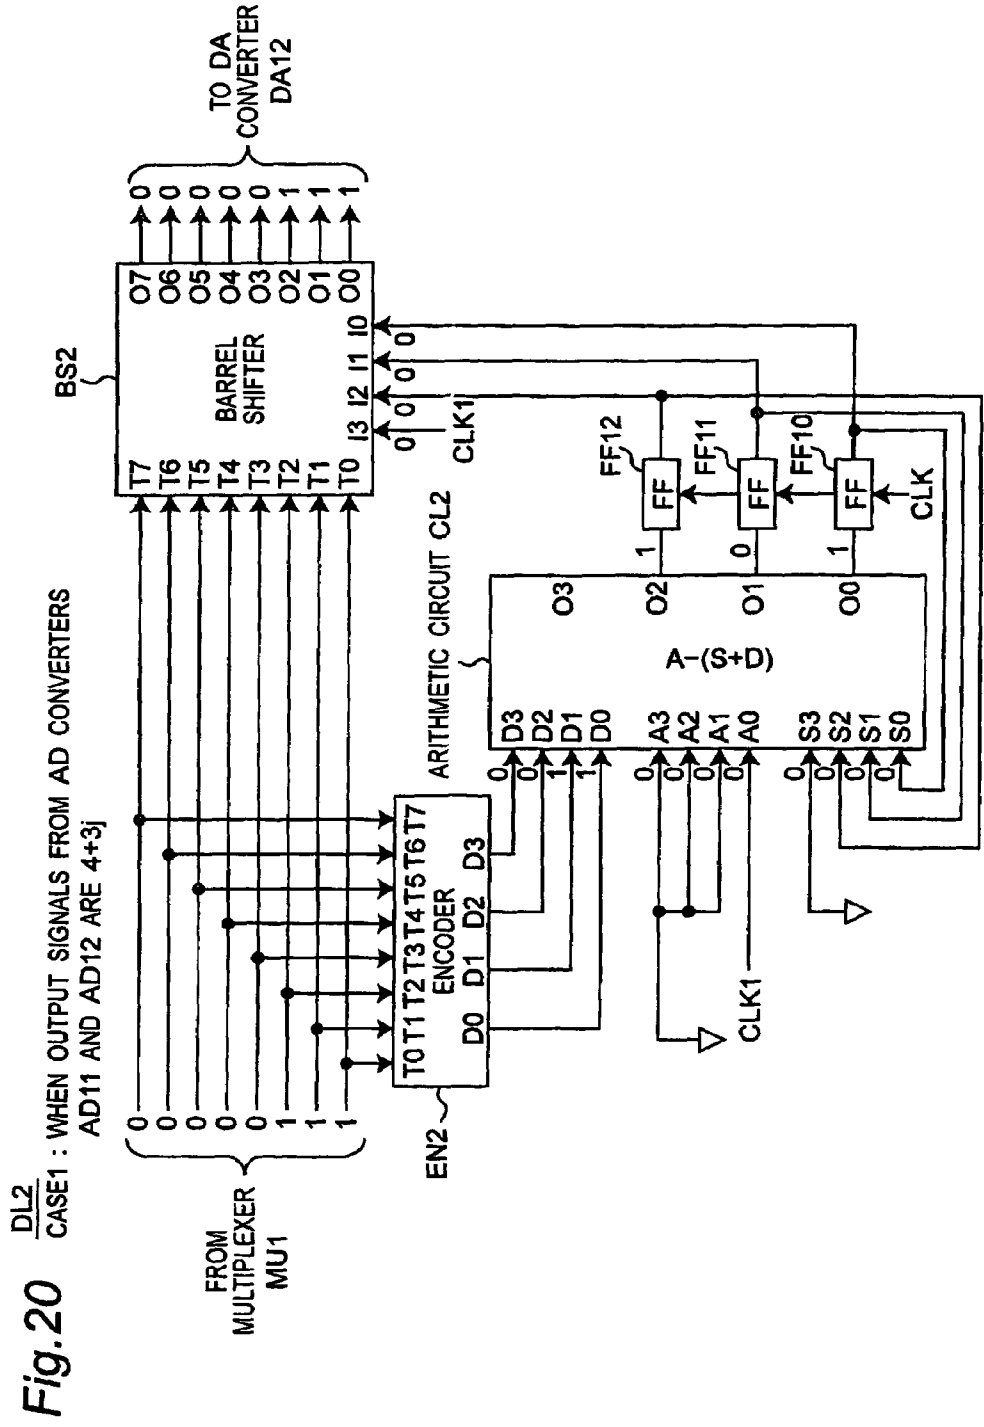 Fig.20
DL2
CASE1 : WHEN OUTPUT SIGNALS FROM AD CONVERTERS
AD11 AND AD12 ARE 4+3j
FROM
MULTIPLEXER
MU1
0
0
0
0
0
1
1
1
BS2
T7
T6
T5
T4
T3
T2
T1
T0
BARREL
SHIFTER
O7
O6
O5
O4
O3
O2
O1
O0
0
0
0
0
0
1
1
1
TO DA
CONVERTER
DA12
I3 I2 I1 I0
0 0 0 0
CLK1
EN2
T0 T1 T2 T3 T4 T5 T6 T7
ENCODER
D0 D1 D2 D3
ARITHMETIC CIRCUIT CL2
0 D3
0 D2
1 D1
1 D0
0 A3
0 A2
0 A1
0 A0
0 S3
0 S2
0 S1
0 S0
A-(S+D)
O3
O2
O1
O0
1
0
1
FF12
FF
FF11
FF
FF10
FF
CLK
CLK1